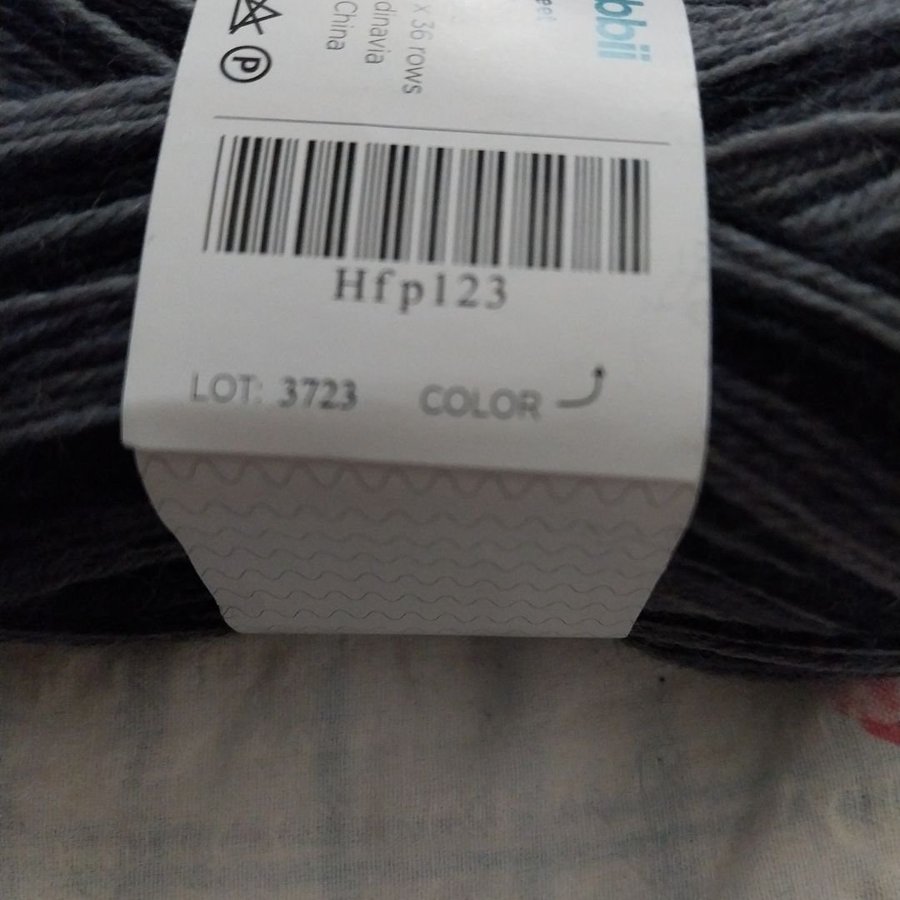 bbii
x 36 rows
dinavia
China
P
Hfp123
LOT: 3723 COLOR